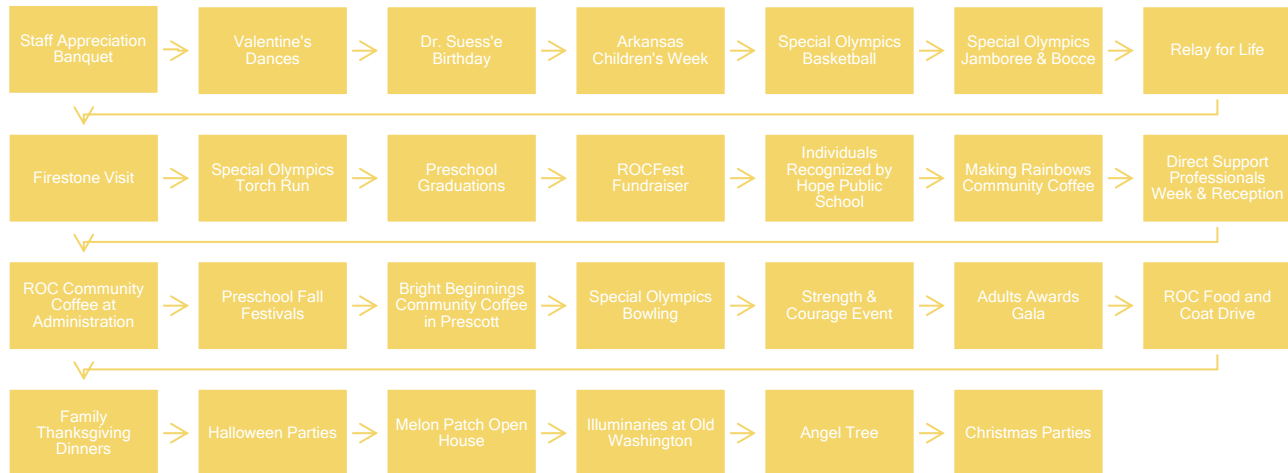 Staff Appreciation
Banquet
Valentine's
Dances
Dr. Suess'e
Birthday
Arkansas
Children's Week
Special Olympics
Basketball
Special Olympics
Jamboree & Bocce
Relay for Life
Firestone Visit
Special Olympics
Torch Run
Preschool
Graduations
ROCFest
Fundraiser
Individuals
Recognized by
Hope Public
School
Making Rainbows
Community Coffee
Direct Support
Professionals
Week & Reception
ROC Community
Coffee at
Administration
Preschool Fall
Festivals
Bright Beginnings
Community Coffee
in Prescott
Special Olympics
Bowling
Strength &
Courage Event
Adults Awards
Gala
ROC Food and
Coat Drive
Family
Thanksgiving
Dinners
Halloween Parties
Melon Patch Open
House
Illuminaries at Old
Washington
Angel Tree
Christmas Parties